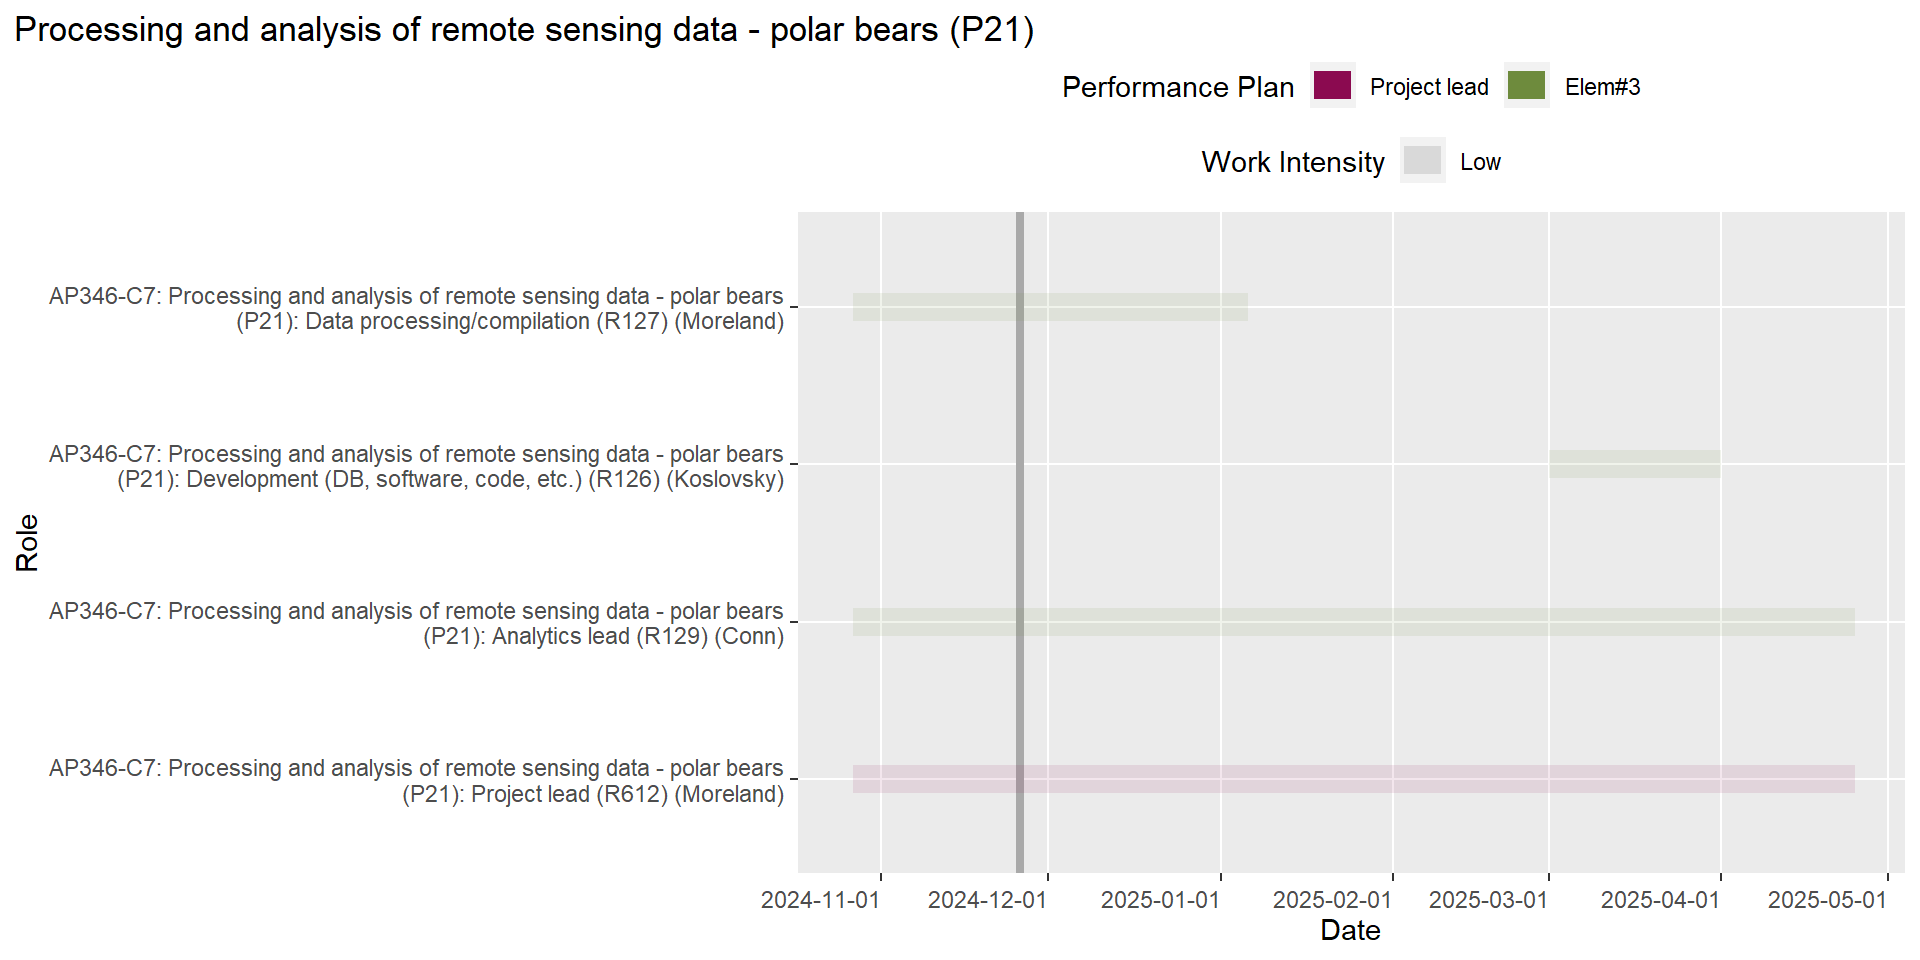 Processing and analysis of remote sensing data - polar bears (P21)
Performance Plan Project lead Elem#3
Work Intensity Low
AP346-C7: Processing and analysis of remote sensing data - polar bears
(P21): Data processing/compilation (R127) (Moreland)
AP346-C7: Processing and analysis of remote sensing data - polar bears
(P21): Development (DB, software, code, etc.) (R126) (Koslovsky)
Role
AP346-C7: Processing and analysis of remote sensing data - polar bears
(P21): Analytics lead (R129) (Conn)
AP346-C7: Processing and analysis of remote sensing data - polar bears
(P21): Project lead (R612) (Moreland)
2024-11-01 2024-12-01 2025-01-01 2025-02-01 2025-03-01 2025-04-01 2025-05-01
Date